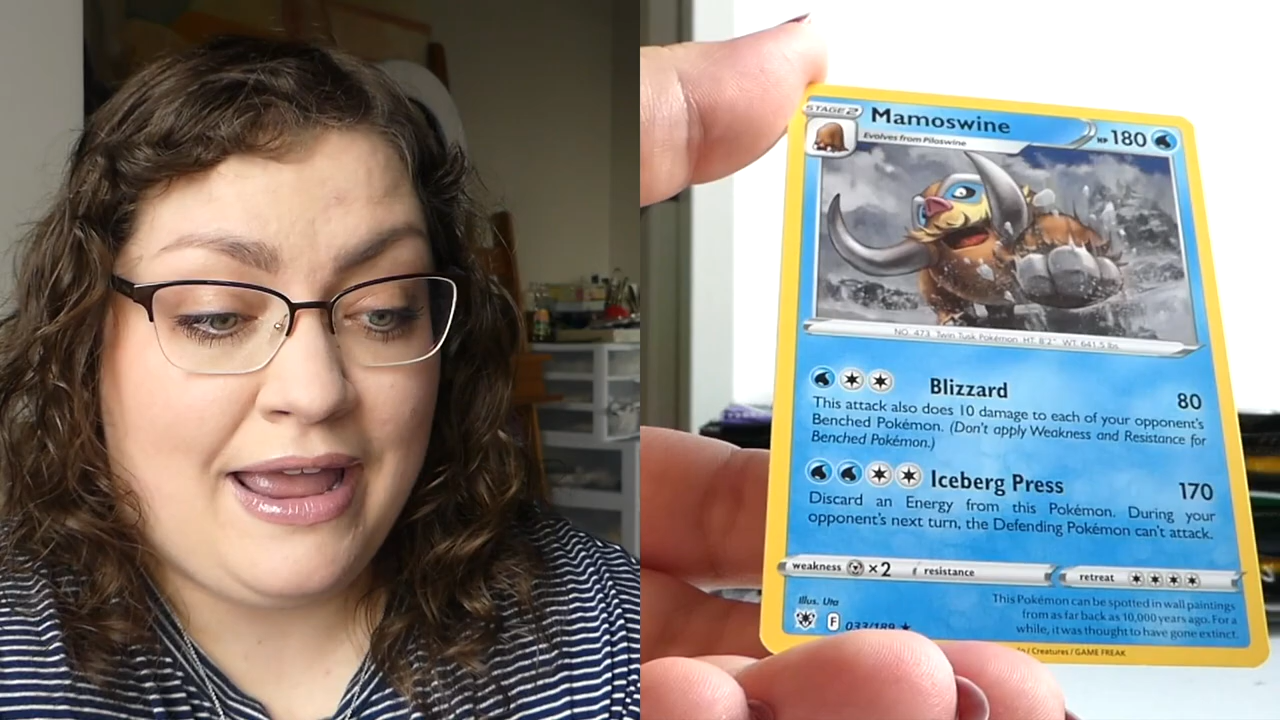 STAGE 2 Mamoswine HP 180
Evolves from Piloswine
NO. 473 Twin Tusk Pokémon HT. 8'2" WT. 641.5 lbs.
Blizzard 80
This attack also does 10 damage to each of your opponent's
Benched Pokémon. (Don't apply Weakness and Resistance for
Benched Pokémon.)
Iceberg Press 170
Discard an Energy from this Pokémon. During your
opponent's next turn, the Defending Pokémon can't attack.
weakness ×2 resistance retreat
Illus. Uta
F 033/189 ★
This Pokémon can be spotted in wall paintings
from as far back as 10,000 years ago. For a
while, it was thought to have gone extinct.
/ Creatures / GAME FREAK